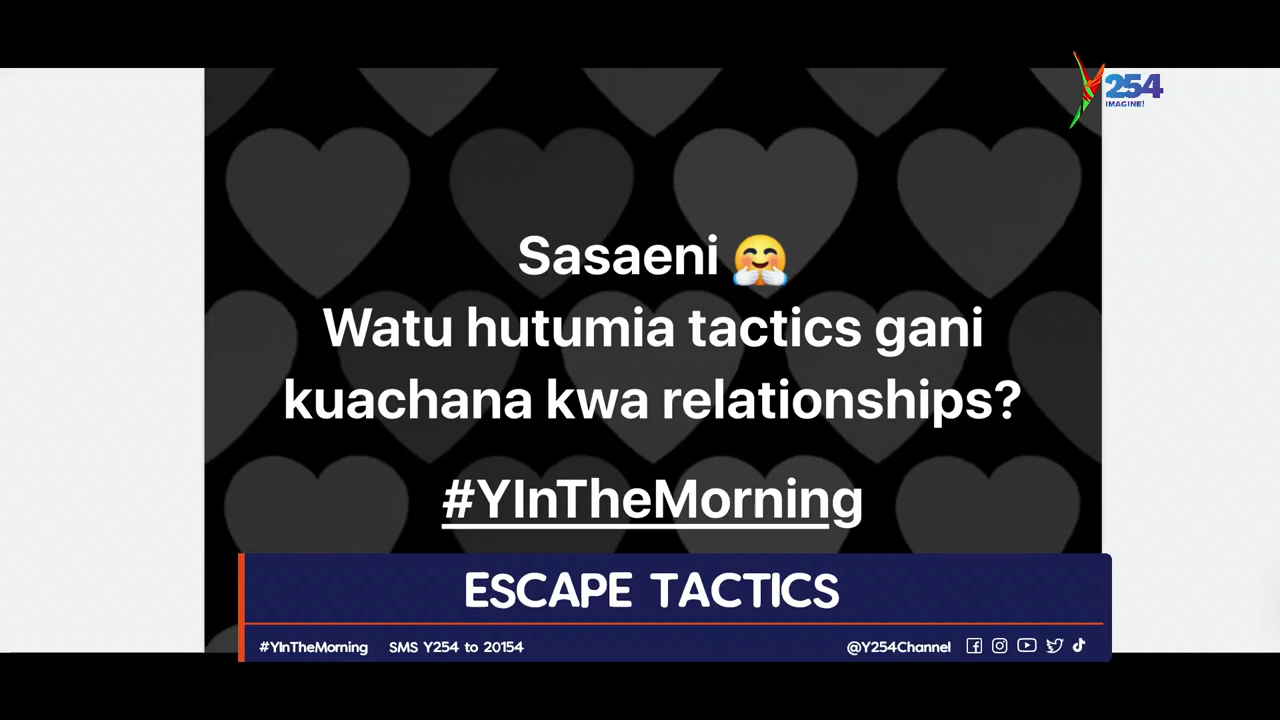 254
IMAGINE!
Sasaeni 🤗
Watu hutumia tactics gani
kuachana kwa relationships?
#YInTheMorning
ESCAPE TACTICS
#YInTheMorning SMS Y254 to 20154 @Y254Channel